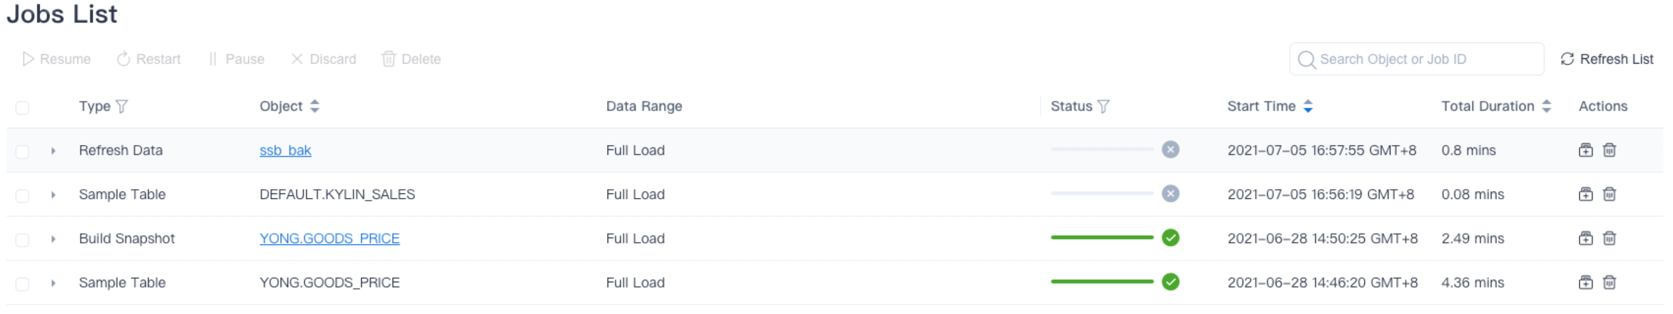 Jobs List
Resume Restart Pause Discard Delete Search Object or Job ID Refresh List
Type Object Data Range Status Start Time Total Duration Actions
Refresh Data ssb_bak Full Load 2021-07-05 16:57:55 GMT+8 0.8 mins
Sample Table DEFAULT.KYLIN_SALES Full Load 2021-07-05 16:56:19 GMT+8 0.08 mins
Build Snapshot YONG.GOODS_PRICE Full Load 2021-06-28 14:50:25 GMT+8 2.49 mins
Sample Table YONG.GOODS_PRICE Full Load 2021-06-28 14:46:20 GMT+8 4.36 mins